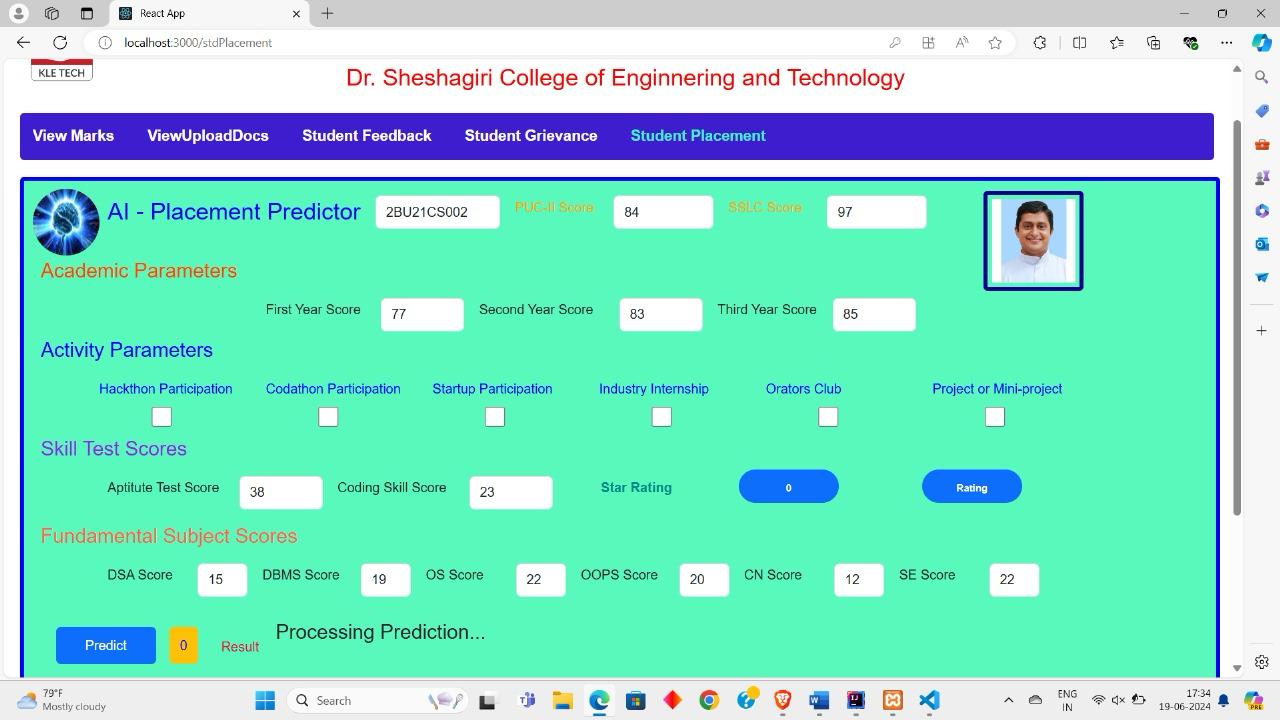 React App
localhost:3000/stdPlacement
KLE TECH
Dr. Sheshagiri College of Enginnering and Technology
View Marks ViewUploadDocs Student Feedback Student Grievance Student Placement
AI - Placement Predictor 2BU21CS002 PUC-II Score 84 SSLC Score 97
Academic Parameters
First Year Score 77 Second Year Score 83 Third Year Score 85
Activity Parameters
Hackthon Participation Codathon Participation Startup Participation Industry Internship Orators Club Project or Mini-project
Skill Test Scores
Aptitute Test Score 38 Coding Skill Score 23 Star Rating 0 Rating
Fundamental Subject Scores
DSA Score 15 DBMS Score 19 OS Score 22 OOPS Score 20 CN Score 12 SE Score 22
Predict 0 Result Processing Prediction...
79°F
Mostly cloudy
Search
ENG
IN
17:34
19-06-2024
PRE